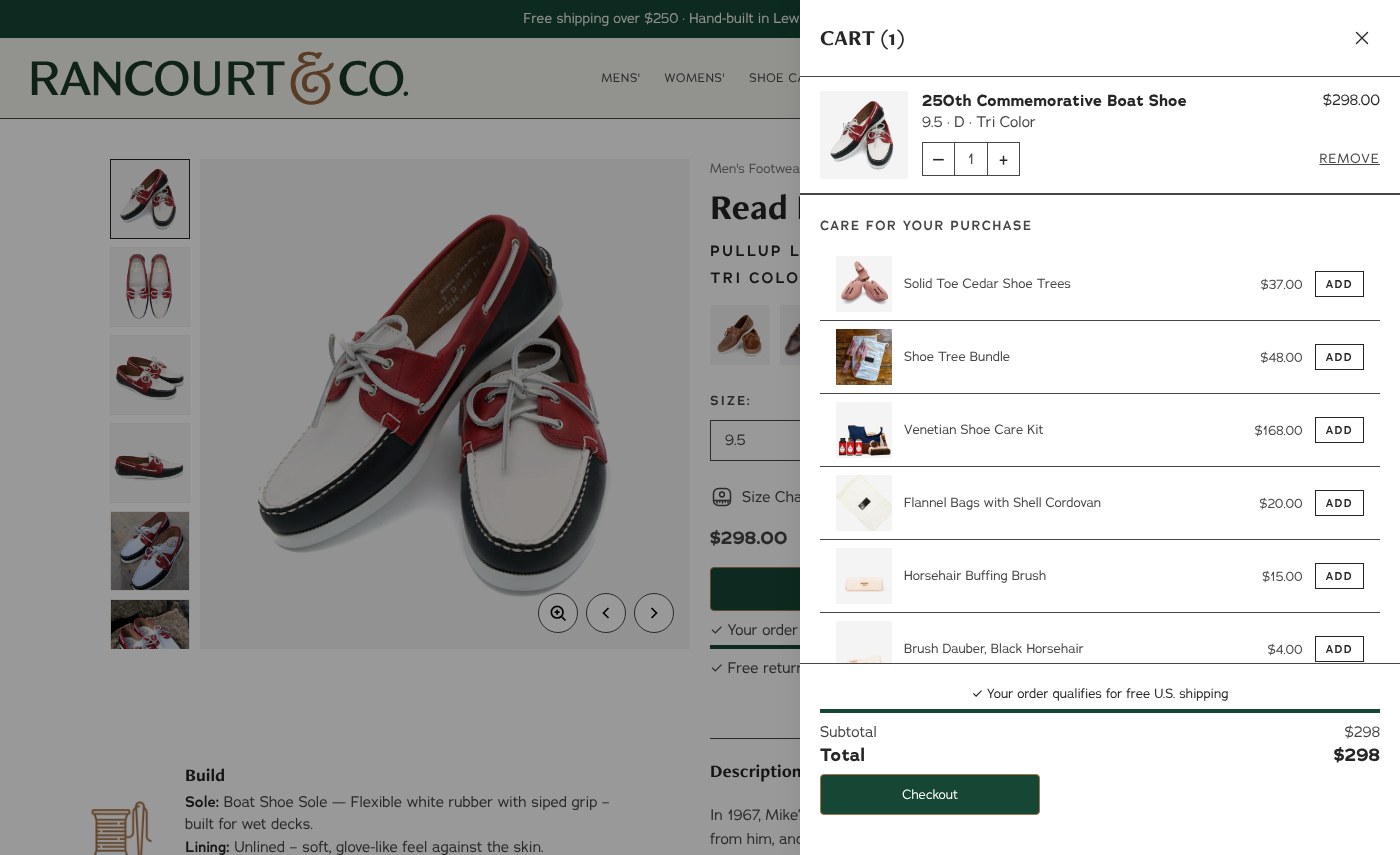 Free shipping over $250 · Hand-built in Lew
RANCOURT & CO.
MENS' WOMENS' SHOE CA
Men's Footwea
Read
PULLUP L
TRI COLO
SIZE:
9.5
Size Cha
$298.00
✓ Your order
✓ Free return
Build
Sole: Boat Shoe Sole — Flexible white rubber with siped grip –
built for wet decks.
Lining: Unlined – soft, glove-like feel against the skin.
Description
In 1967, Mike'
from him, and
CART (1)
250th Commemorative Boat Shoe $298.00
9.5 · D · Tri Color
− 1 + REMOVE
CARE FOR YOUR PURCHASE
Solid Toe Cedar Shoe Trees $37.00 ADD
Shoe Tree Bundle $48.00 ADD
Venetian Shoe Care Kit $168.00 ADD
Flannel Bags with Shell Cordovan $20.00 ADD
Horsehair Buffing Brush $15.00 ADD
Brush Dauber, Black Horsehair $4.00 ADD
✓ Your order qualifies for free U.S. shipping
Subtotal $298
Total $298
Checkout